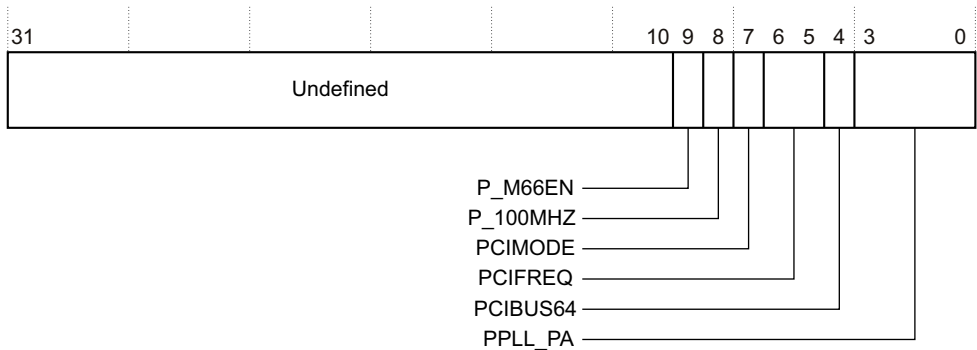 31 10 9 8 7 6 5 4 3 0
Undefined
P_M66EN
P_100MHZ
PCIMODE
PCIFREQ
PCIBUS64
PPLL_PA